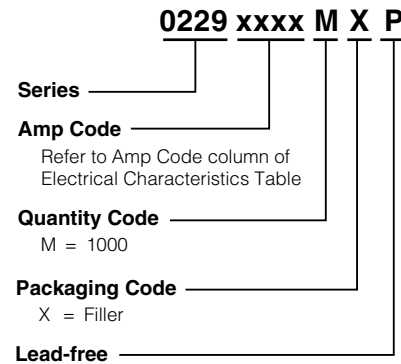 0229 xxxx M X P
Series
Amp Code
Refer to Amp Code column of
Electrical Characteristics Table
Quantity Code
M = 1000
Packaging Code
X = Filler
Lead-free